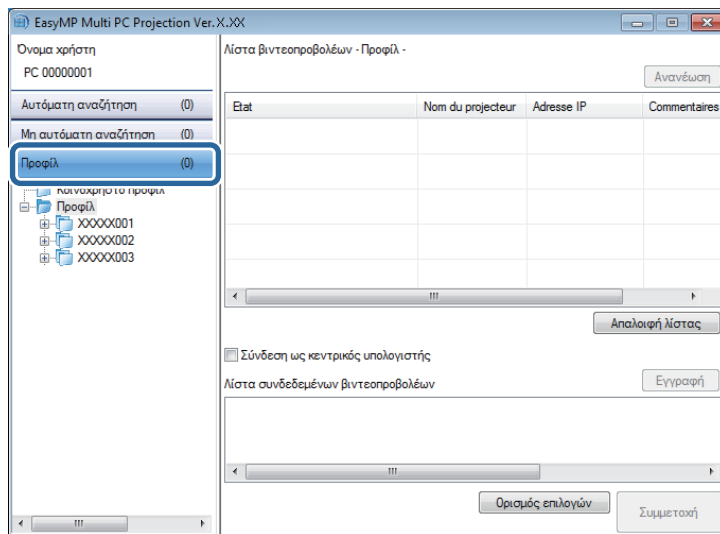 EasyMP Multi PC Projection Ver.X.XX
Όνομα χρήστη
PC 00000001
Αυτόματη αναζήτηση (0)
Μη αυτόματη αναζήτηση (0)
Προφίλ (0)
Κοινόχρηστο προφίλ
Προφίλ
XXXXX001
XXXXX002
XXXXX003
Λίστα βιντεοπροβολέων - Προφίλ -
Ανανέωση
Etat Nom du projecteur Adresse IP Commentaires
Απαλοιφή λίστας
Σύνδεση ως κεντρικός υπολογιστής
Λίστα συνδεδεμένων βιντεοπροβολέων
Εγγραφή
Ορισμός επιλογών
Συμμετοχή